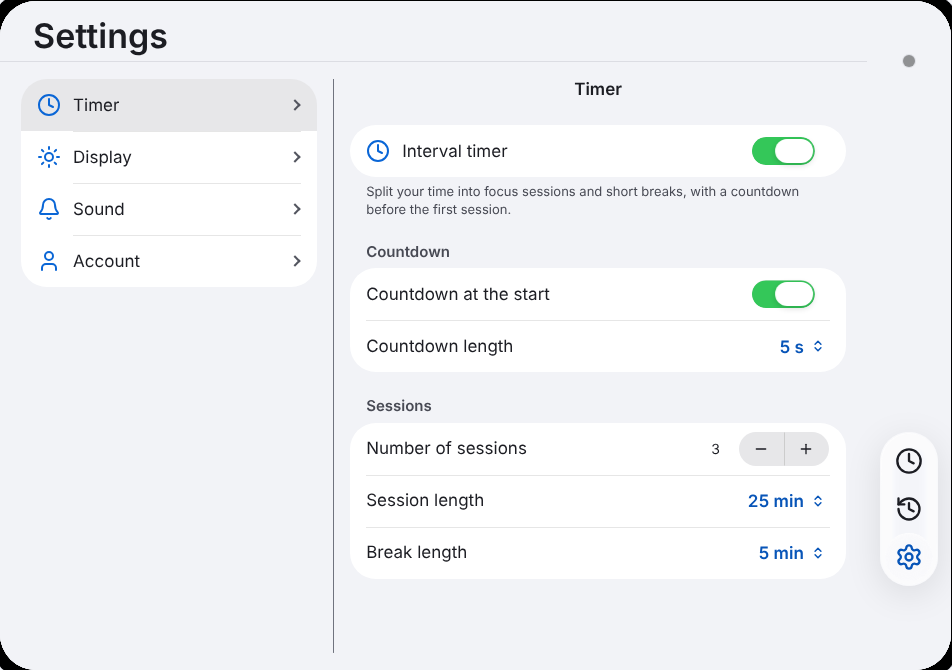 Settings
Timer
Display
Sound
Account
Timer
Interval timer
Split your time into focus sessions and short breaks, with a countdown
before the first session.
Countdown
Countdown at the start
Countdown length 5 s
Sessions
Number of sessions 3 − +
Session length 25 min
Break length 5 min